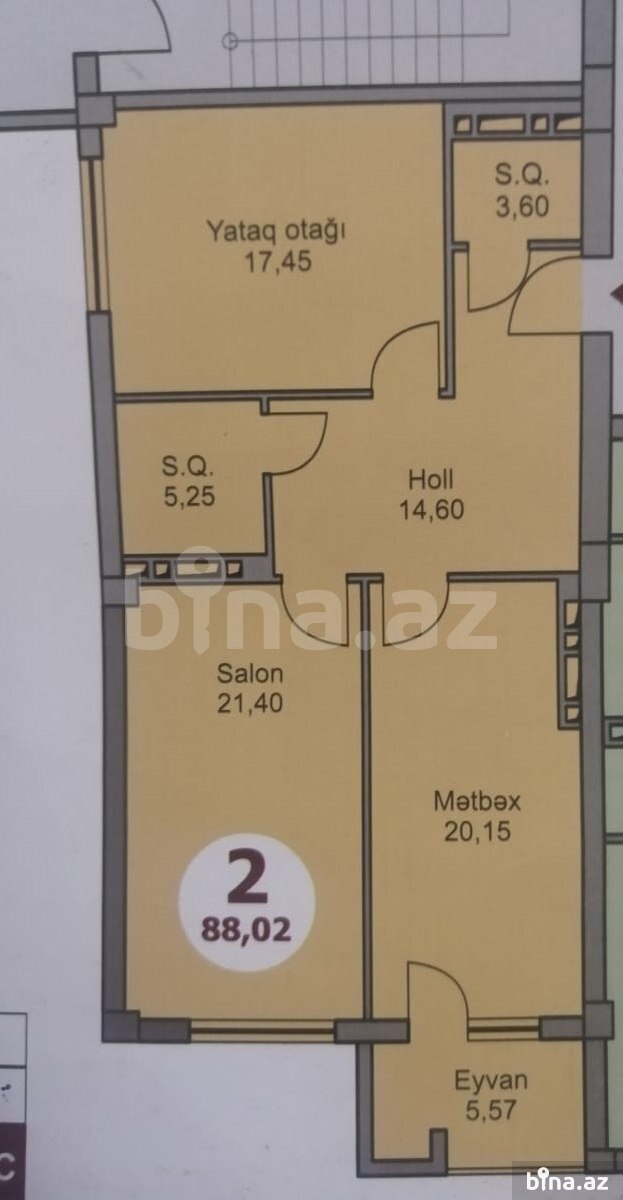 S.Q.
3,60
Yataq otağı
17,45
S.Q.
5,25
Holl
14,60
bina.az
Salon
21,40
Mətbəx
20,15
2
88,02
Eyvan
5,57
C
bina.az